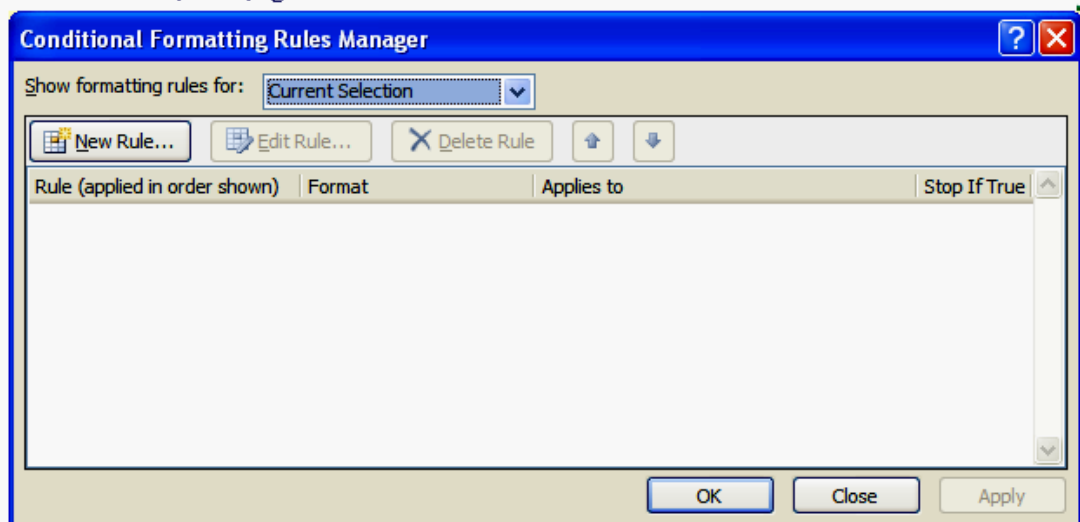 Conditional Formatting Rules Manager
Show formatting rules for: Current Selection
New Rule... Edit Rule... Delete Rule
Rule (applied in order shown) Format Applies to Stop If True
OK Close Apply